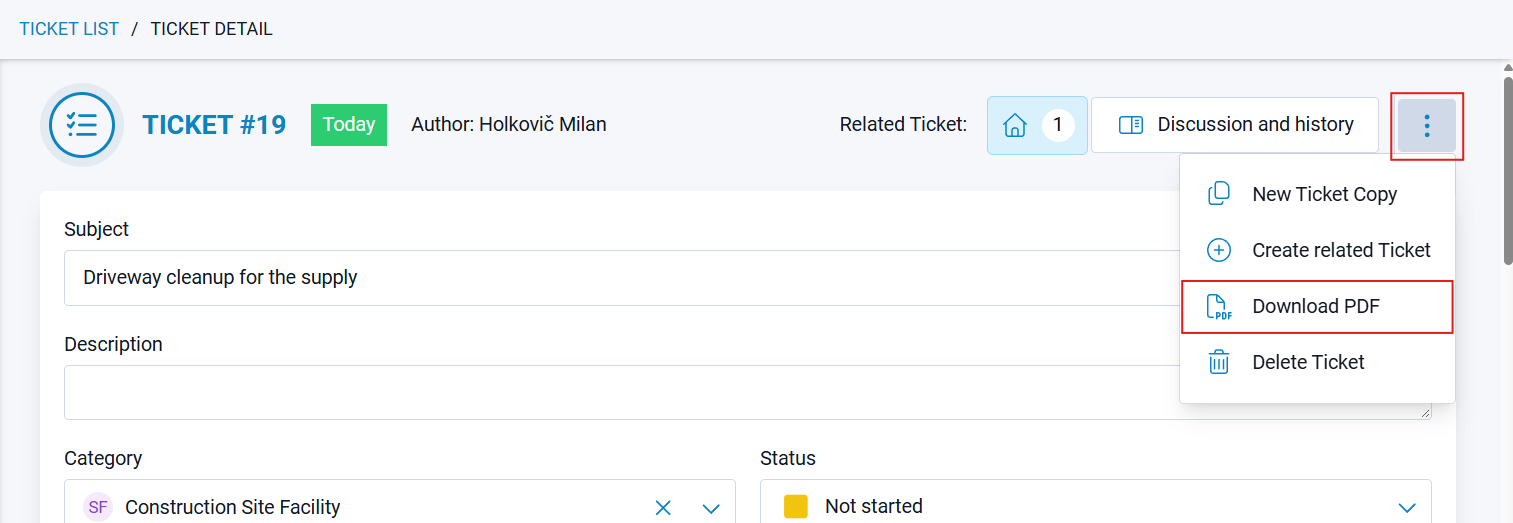 TICKET LIST / TICKET DETAIL
TICKET #19 Today Author: Holkovič Milan Related Ticket: 1 Discussion and history
New Ticket Copy
Create related Ticket
PDF Download PDF
Delete Ticket
Subject
Driveway cleanup for the supply
Description
Category Status
SF Construction Site Facility Not started